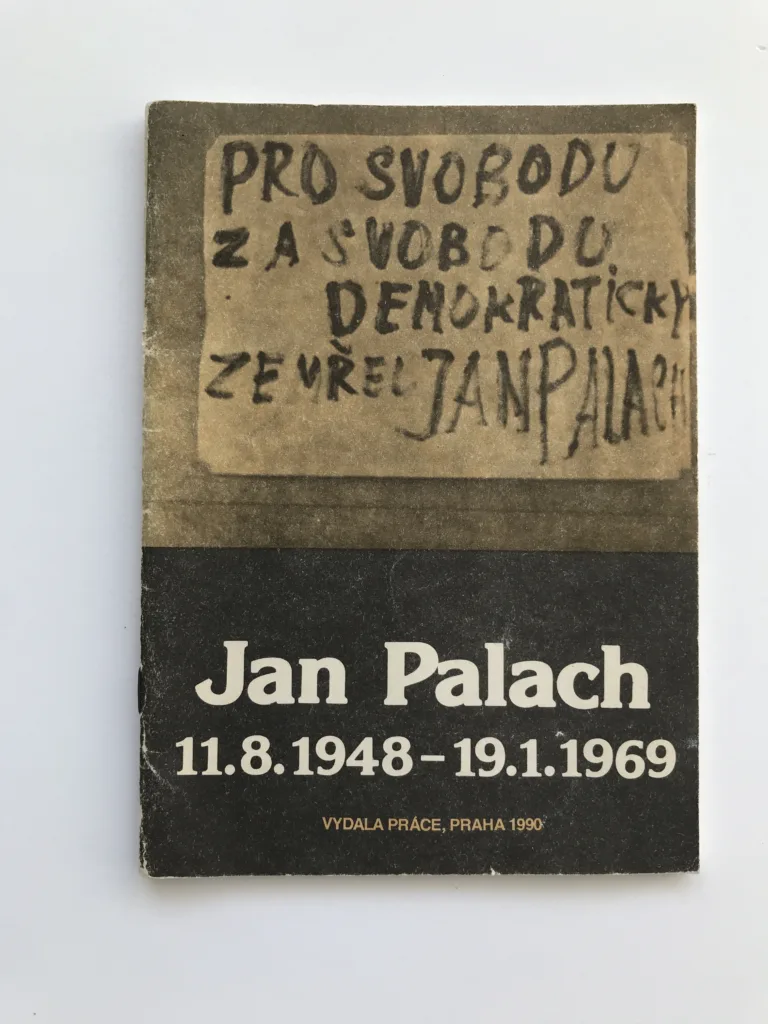 PRO SVOBODU
ZA SVOBODU
DEMOKRATICKY
ZEMŘEL JAN PALACH
Jan Palach
11.8.1948 – 19.1.1969
VYDALA PRÁCE, PRAHA 1990